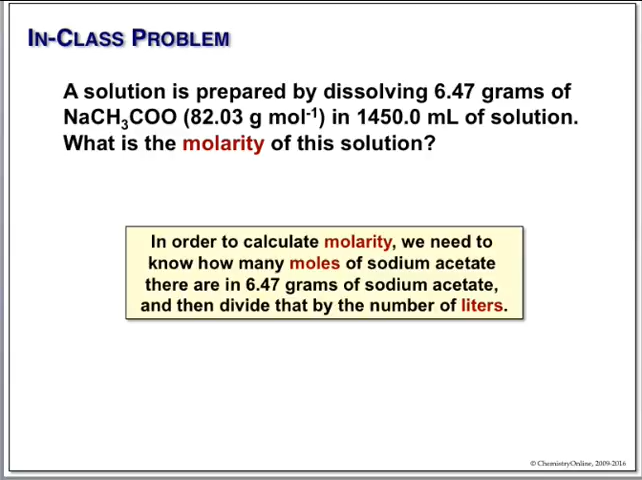 IN-CLASS PROBLEM
A solution is prepared by dissolving 6.47 grams of
NaCH₃COO (82.03 g mol⁻¹) in 1450.0 mL of solution.
What is the molarity of this solution?
In order to calculate molarity, we need to
know how many moles of sodium acetate
there are in 6.47 grams of sodium acetate,
and then divide that by the number of liters.
© ChemistryOnline, 2009-2016